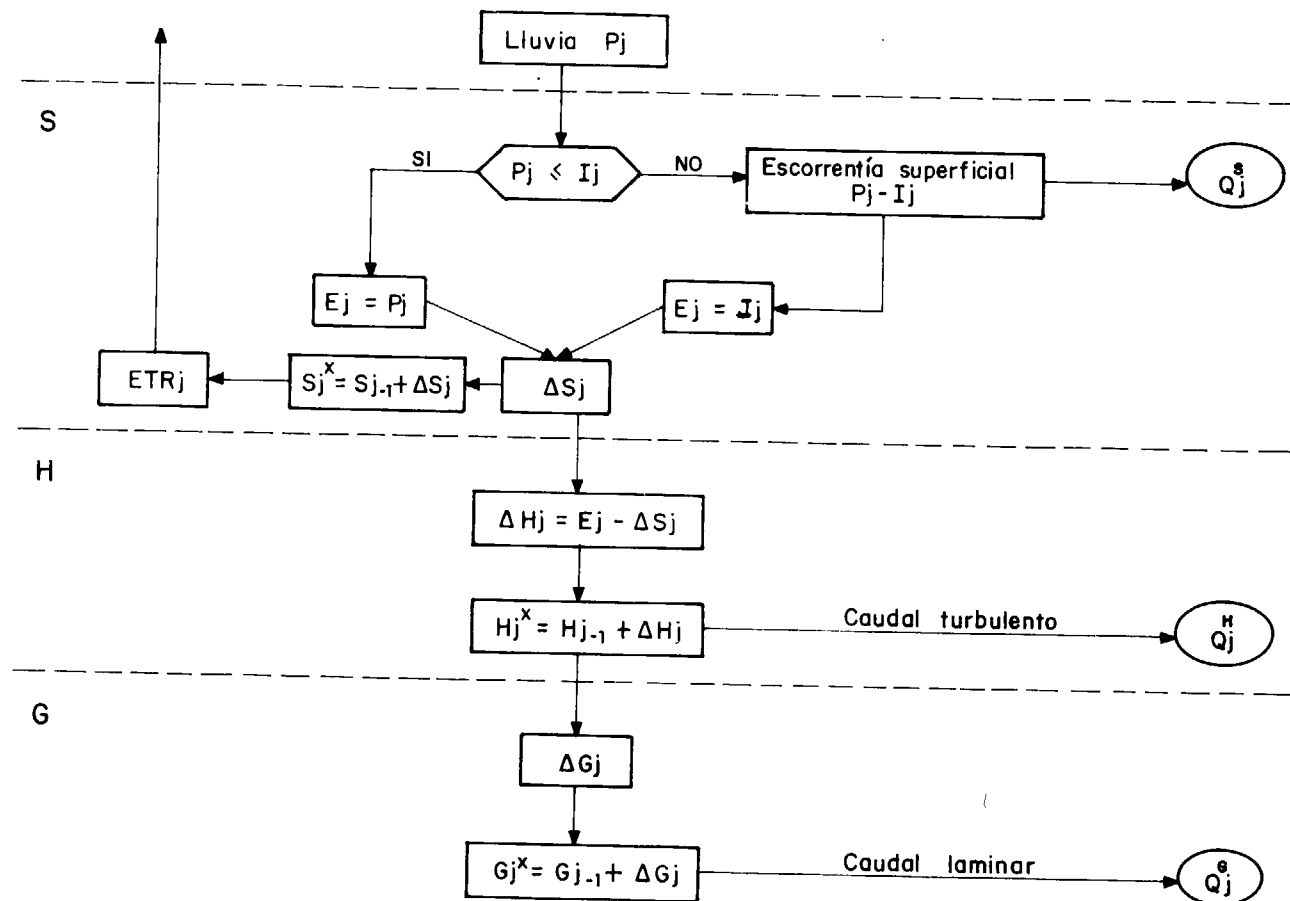 Lluvia Pj
S
SI
Pj ≤ Ij
NO
Escorrentía superficial
Pj - Ij
Qj^S
Ej = Pj
Ej = Ij
ETRj
Sj^x = Sj-1 + ΔSj
ΔSj
H
ΔHj = Ej - ΔSj
Hj^x = Hj-1 + ΔHj
Caudal turbulento
Qj^H
G
ΔGj
Gj^x = Gj-1 + ΔGj
Caudal laminar
Qj^G